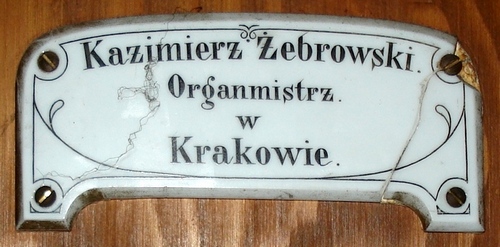 Kazimierz Żebrowski.
Organmistrz.
w
Krakowie.